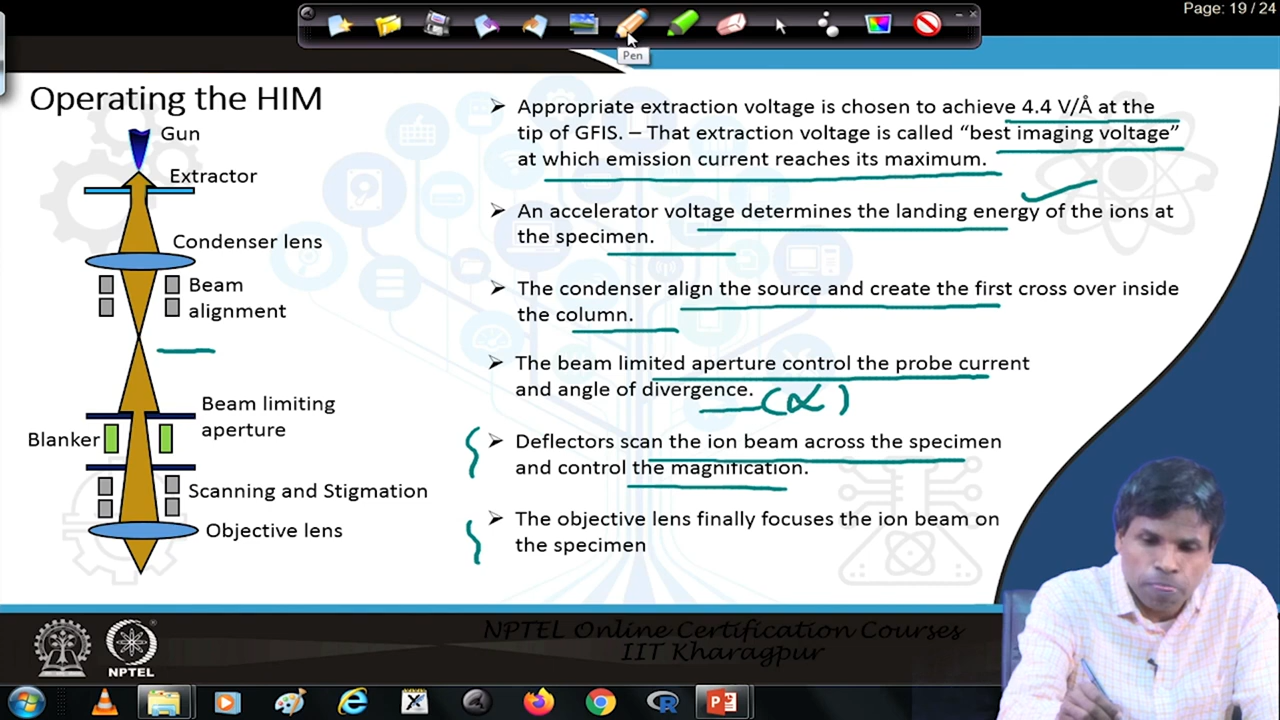 Page: 19 / 24
Pen
Operating the HIM
Gun
Extractor
Condenser lens
Beam
alignment
Beam limiting
aperture
Blanker
Scanning and Stigmation
Objective lens
➤ Appropriate extraction voltage is chosen to achieve 4.4 V/Å at the
tip of GFIS. – That extraction voltage is called “best imaging voltage”
at which emission current reaches its maximum.
➤ An accelerator voltage determines the landing energy of the ions at
the specimen.
➤ The condenser align the source and create the first cross over inside
the column.
➤ The beam limited aperture control the probe current
and angle of divergence. (α)
➤ Deflectors scan the ion beam across the specimen
and control the magnification.
➤ The objective lens finally focuses the ion beam on
the specimen
NPTEL
NPTEL Online Certification Courses
IIT Kharagpur